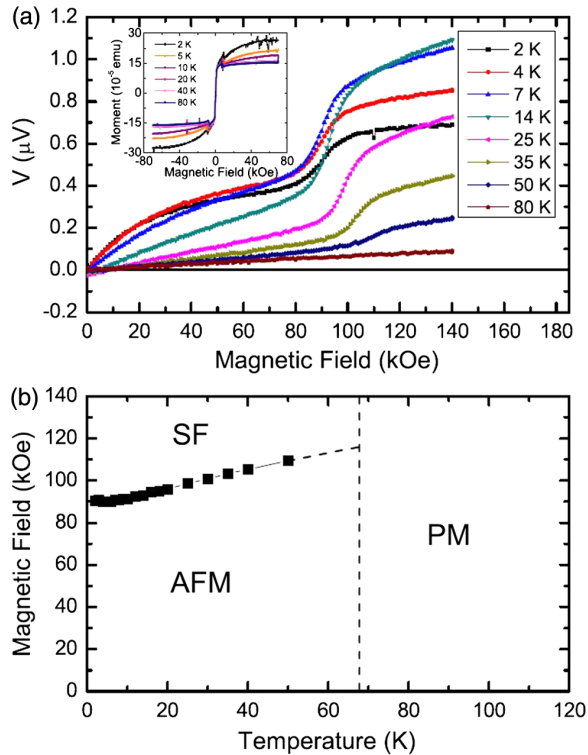 (a)
V (μV)
1.2
1.0
0.8
0.6
0.4
0.2
0.0
-0.2
0 20 40 60 80 100 120 140 160
Magnetic Field (kOe)
Moment (10⁻⁵ emu)
30
15
0
-15
-30
-80 -40 0 40 80
Magnetic Field (kOe)
2 K
5 K
10 K
20 K
40 K
80 K
2 K
4 K
7 K
14 K
25 K
35 K
50 K
80 K
(b)
Magnetic Field (kOe)
140
120
100
80
60
40
20
0
SF
AFM
PM
0 20 40 60 80 100 120
Temperature (K)